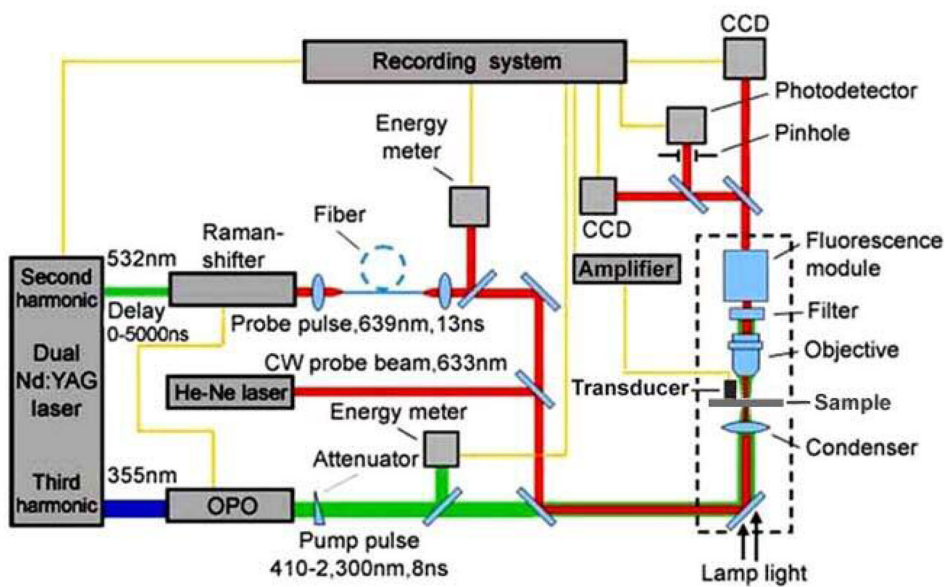 CCD
Recording system
Photodetector
Energy
meter
Pinhole
Fiber
CCD
Raman-
shifter
532nm
Fluorescence
module
Amplifier
Second
harmonic
Delay
0-5000ns
Filter
Probe pulse,639nm,13ns
Dual
Nd:YAG
laser
CW probe beam,633nm
Objective
He-Ne laser
Transducer
Sample
Energy meter
Condenser
Attenuator
Third
harmonic
355nm
OPO
Pump pulse
410-2,300nm,8ns
Lamp light